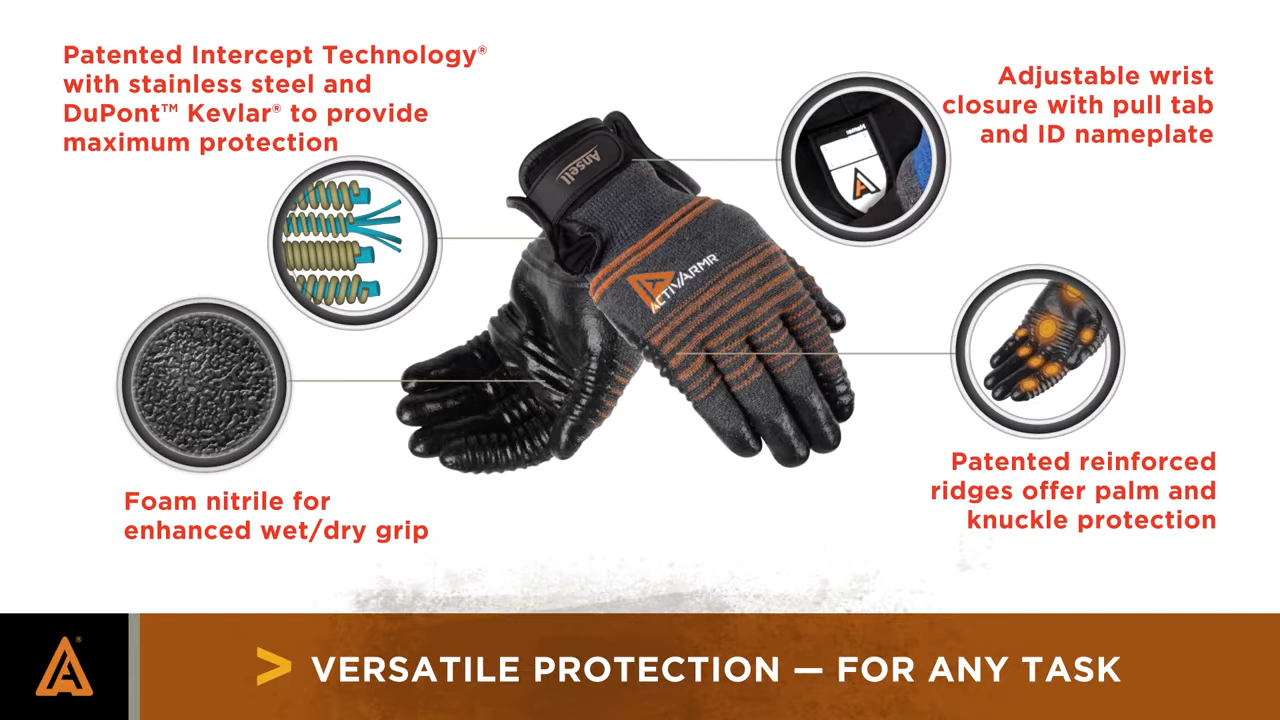 Patented Intercept Technology®
with stainless steel and
DuPont™ Kevlar® to provide
maximum protection
Adjustable wrist
closure with pull tab
and ID nameplate
Name:
Ansell
ACTIVARMR
Foam nitrile for
enhanced wet/dry grip
Patented reinforced
ridges offer palm and
knuckle protection
®
> VERSATILE PROTECTION — FOR ANY TASK